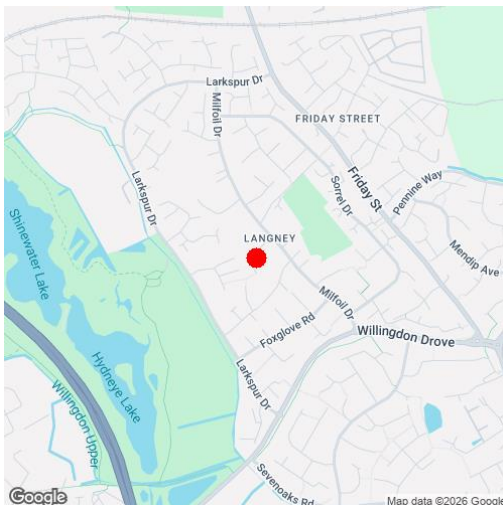 Larkspur Dr
Milfoil Dr
FRIDAY STREET
Larkspur Dr
Friday St
Sorrel Dr
Pennine Way
Mendip Ave
LANGNEY
Shinewater Lake
Milfoil Dr
Foxglove Rd
Willingdon Drove
Hydneye Lake
Larkspur Dr
Willingdon Upper
Sevenoaks Rd
Google
Map data ©2026 Google